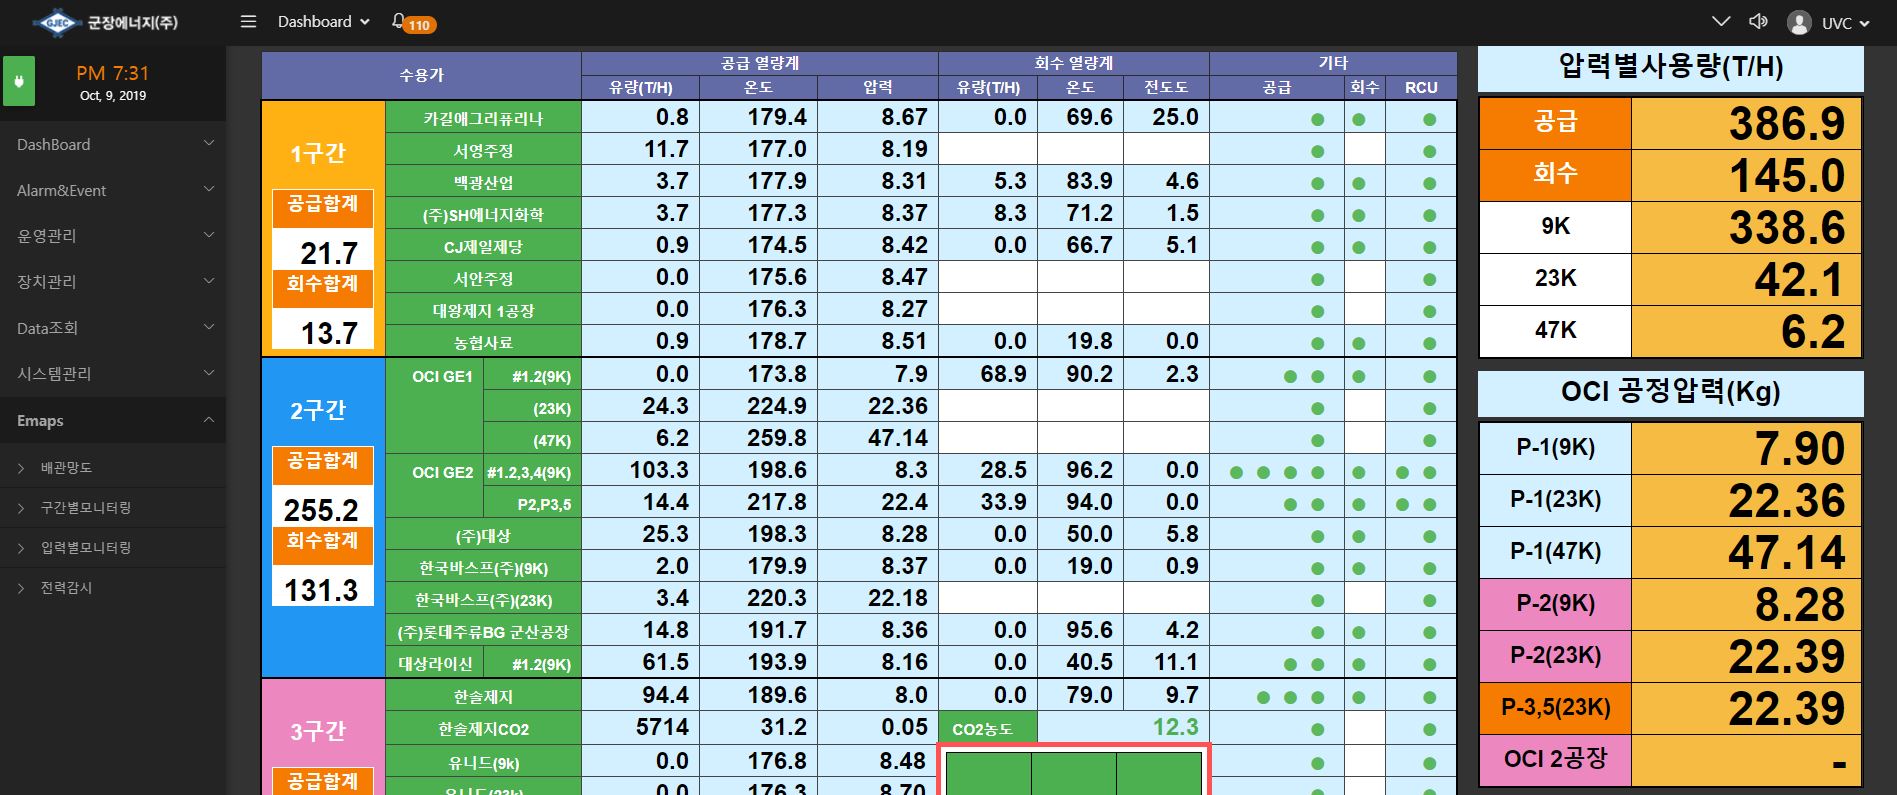 GJEC 군장에너지(주)
Dashboard
110
UVC
PM 7:31
Oct, 9, 2019
DashBoard
Alarm&Event
운영관리
장치관리
Data조회
시스템관리
Emaps
배관망도
구간별모니터링
입력별모니터링
전력감시
수용가 공급 열량계 회수 열량계 기타
유량(T/H) 온도 압력 유량(T/H) 온도 전도도 공급 회수 RCU
1구간
공급합계
21.7
회수합계
13.7
카길애그리퓨리나 0.8 179.4 8.67 0.0 69.6 25.0
서영주정 11.7 177.0 8.19
백광산업 3.7 177.9 8.31 5.3 83.9 4.6
(주)SH에너지화학 3.7 177.3 8.37 8.3 71.2 1.5
CJ제일제당 0.9 174.5 8.42 0.0 66.7 5.1
서안주정 0.0 175.6 8.47
대왕제지 1공장 0.0 176.3 8.27
농협사료 0.9 178.7 8.51 0.0 19.8 0.0
2구간
공급합계
255.2
회수합계
131.3
OCI GE1 #1.2(9K) 0.0 173.8 7.9 68.9 90.2 2.3
(23K) 24.3 224.9 22.36
(47K) 6.2 259.8 47.14
OCI GE2 #1.2,3,4(9K) 103.3 198.6 8.3 28.5 96.2 0.0
P2,P3,5 14.4 217.8 22.4 33.9 94.0 0.0
(주)대상 25.3 198.3 8.28 0.0 50.0 5.8
한국바스프(주)(9K) 2.0 179.9 8.37 0.0 19.0 0.9
한국바스프(주)(23K) 3.4 220.3 22.18
(주)롯데주류BG 군산공장 14.8 191.7 8.36 0.0 95.6 4.2
대상라이신 #1.2(9K) 61.5 193.9 8.16 0.0 40.5 11.1
3구간
공급합계
한솔제지 94.4 189.6 8.0 0.0 79.0 9.7
한솔제지CO2 5714 31.2 0.05 CO2농도 12.3
유니드(9k) 0.0 176.8 8.48
유니드(23k) 0.0 176.3 8.70
압력별사용량(T/H)
공급 386.9
회수 145.0
9K 338.6
23K 42.1
47K 6.2
OCI 공정압력(Kg)
P-1(9K) 7.90
P-1(23K) 22.36
P-1(47K) 47.14
P-2(9K) 8.28
P-2(23K) 22.39
P-3,5(23K) 22.39
OCI 2공장 -